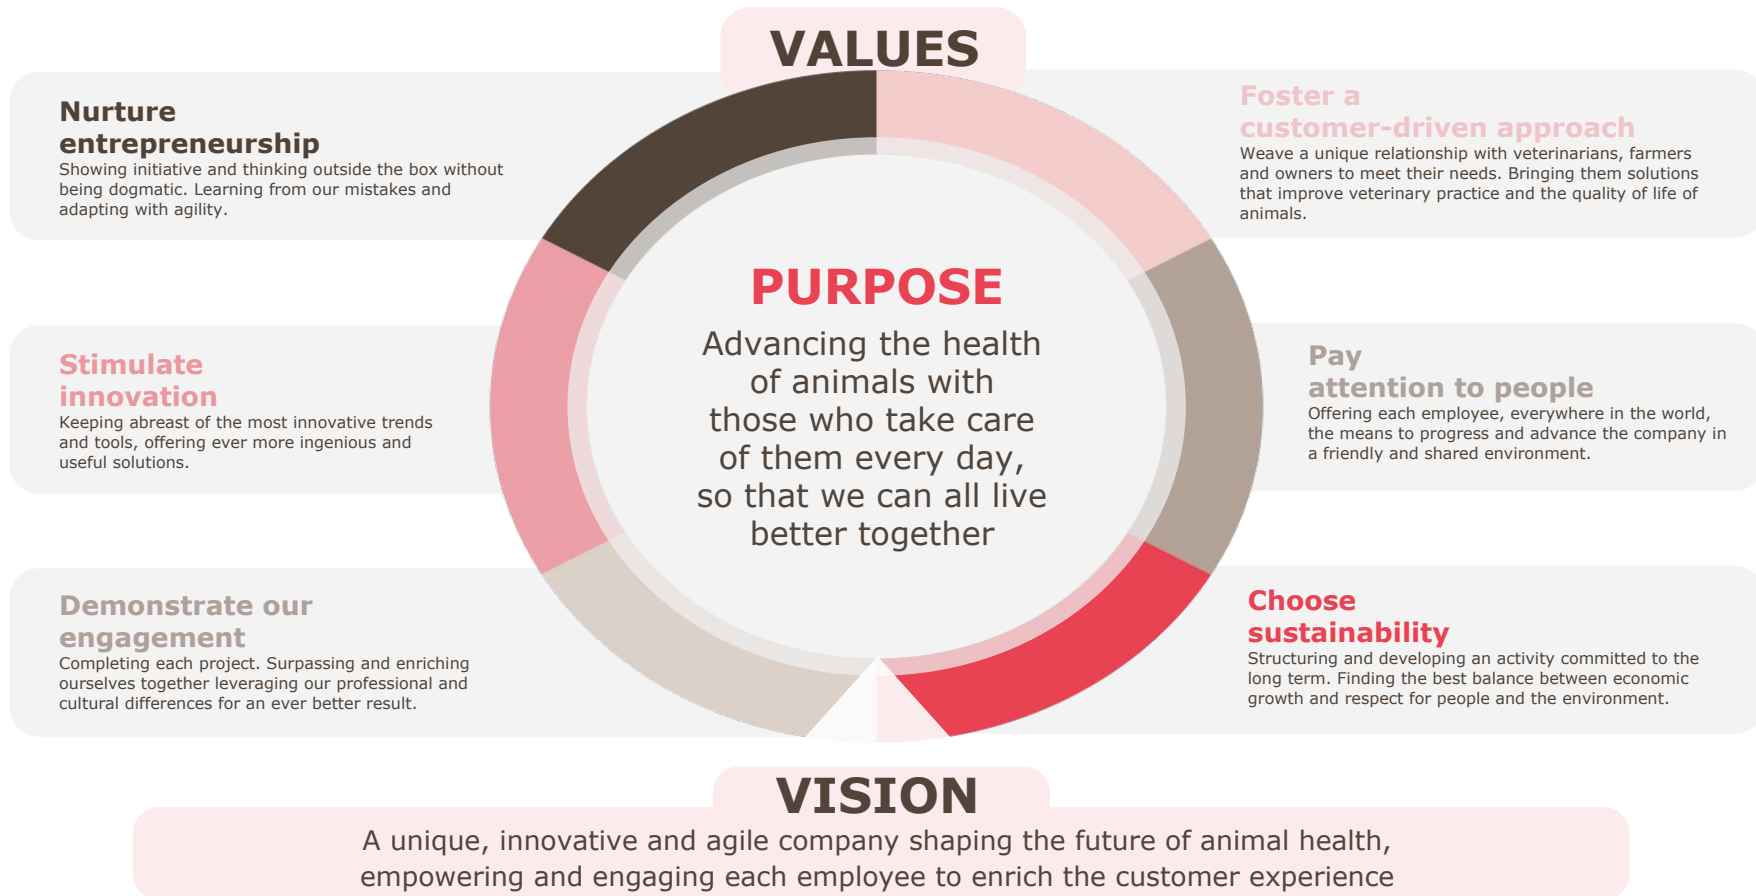 VALUES
Nurture
entrepreneurship
Showing initiative and thinking outside the box without
being dogmatic. Learning from our mistakes and
adapting with agility.
Stimulate
innovation
Keeping abreast of the most innovative trends
and tools, offering ever more ingenious and
useful solutions.
Demonstrate our
engagement
Completing each project. Surpassing and enriching
ourselves together leveraging our professional and
cultural differences for an ever better result.
PURPOSE
Advancing the health
of animals with
those who take care
of them every day,
so that we can all live
better together
Foster a
customer-driven approach
Weave a unique relationship with veterinarians, farmers
and owners to meet their needs. Bringing them solutions
that improve veterinary practice and the quality of life of
animals.
Pay
attention to people
Offering each employee, everywhere in the world,
the means to progress and advance the company in
a friendly and shared environment.
Choose
sustainability
Structuring and developing an activity committed to the
long term. Finding the best balance between economic
growth and respect for people and the environment.
VISION
A unique, innovative and agile company shaping the future of animal health,
empowering and engaging each employee to enrich the customer experience